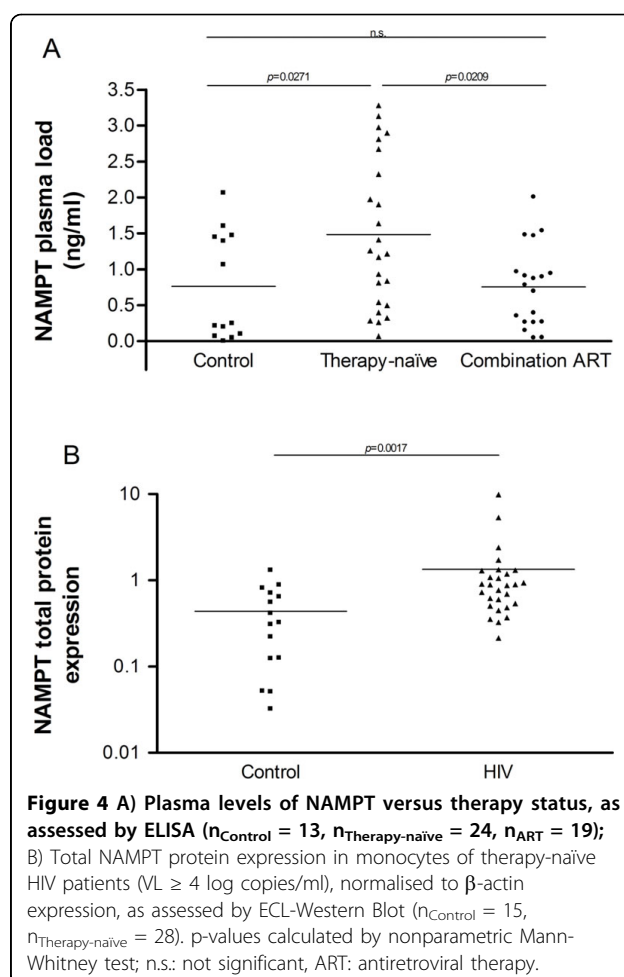 A
n.s.
p=0.0271
p=0.0209
NAMPT plasma load
(ng/ml)
3.5
3.0
2.5
2.0
1.5
1.0
0.5
0.0
Control Therapy-naïve Combination ART
B
p=0.0017
NAMPT total protein
expression
10
1
0.1
0.01
Control HIV
Figure 4 A) Plasma levels of NAMPT versus therapy status, as
assessed by ELISA (nControl = 13, nTherapy-naïve = 24, nART = 19);
B) Total NAMPT protein expression in monocytes of therapy-naïve
HIV patients (VL ≥ 4 log copies/ml), normalised to β-actin
expression, as assessed by ECL-Western Blot (nControl = 15,
nTherapy-naïve = 28). p-values calculated by nonparametric Mann-
Whitney test; n.s.: not significant, ART: antiretroviral therapy.